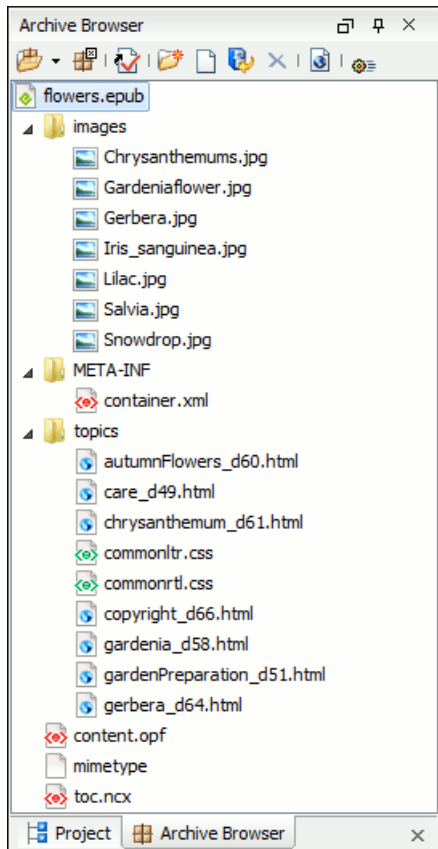 Archive Browser
flowers.epub
images
Chrysanthemums.jpg
Gardeniaflower.jpg
Gerbera.jpg
Iris_sanguinea.jpg
Lilac.jpg
Salvia.jpg
Snowdrop.jpg
META-INF
container.xml
topics
autumnFlowers_d60.html
care_d49.html
chrysanthemum_d61.html
commonltr.css
commonrtl.css
copyright_d66.html
gardenia_d58.html
gardenPreparation_d51.html
gerbera_d64.html
content.opf
mimetype
toc.ncx
Project Archive Browser